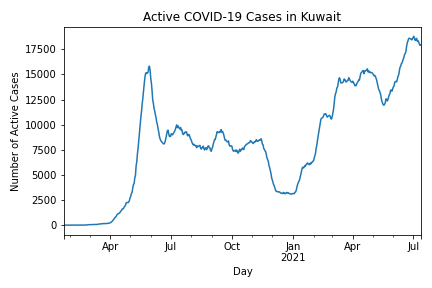 Active COVID-19 Cases in Kuwait
Number of Active Cases
17500
15000
12500
10000
7500
5000
2500
0
Apr
Jul
Oct
Jan
2021
Apr
Jul
Day